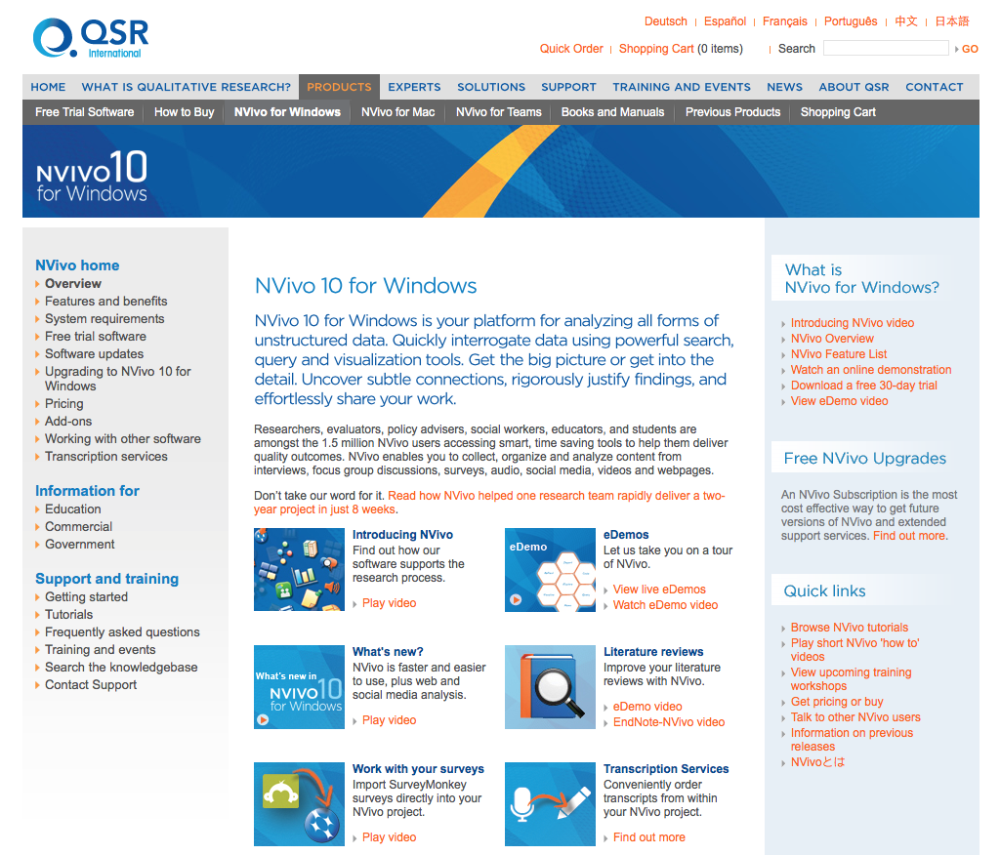 QSR
International
Deutsch | Español | Français | Português | 中文 | 日本語
Quick Order | Shopping Cart (0 items) | Search GO
HOME WHAT IS QUALITATIVE RESEARCH? PRODUCTS EXPERTS SOLUTIONS SUPPORT TRAINING AND EVENTS NEWS ABOUT QSR CONTACT
Free Trial Software How to Buy NVivo for Windows NVivo for Mac NVivo for Teams Books and Manuals Previous Products Shopping Cart
NVIVO10
for Windows
NVivo home
Overview
Features and benefits
System requirements
Free trial software
Software updates
Upgrading to NVivo 10 for
Windows
Pricing
Add-ons
Working with other software
Transcription services
Information for
Education
Commercial
Government
Support and training
Getting started
Tutorials
Frequently asked questions
Training and events
Search the knowledgebase
Contact Support
NVivo 10 for Windows
NVivo 10 for Windows is your platform for analyzing all forms of
unstructured data. Quickly interrogate data using powerful search,
query and visualization tools. Get the big picture or get into the
detail. Uncover subtle connections, rigorously justify findings, and
effortlessly share your work.
Researchers, evaluators, policy advisers, social workers, educators, and students are
amongst the 1.5 million NVivo users accessing smart, time saving tools to help them deliver
quality outcomes. NVivo enables you to collect, organize and analyze content from
interviews, focus group discussions, surveys, audio, social media, videos and webpages.
Don't take our word for it. Read how NVivo helped one research team rapidly deliver a two-
year project in just 8 weeks.
Introducing NVivo
Find out how our
software supports the
research process.
Play video
eDemo
eDemos
Let us take you on a tour
of NVivo.
View live eDemos
Watch eDemo video
What's new in
NVIVO10
for Windows
What's new?
NVivo is faster and easier
to use, plus web and
social media analysis.
Play video
Literature reviews
Improve your literature
reviews with NVivo.
eDemo video
EndNote-NVivo video
Work with your surveys
Import SurveyMonkey
surveys directly into your
NVivo project.
Play video
Transcription Services
Conveniently order
transcripts from within
your NVivo project.
Find out more
What is
NVivo for Windows?
Introducing NVivo video
NVivo Overview
NVivo Feature List
Watch an online demonstration
Download a free 30-day trial
View eDemo video
Free NVivo Upgrades
An NVivo Subscription is the most
cost effective way to get future
versions of NVivo and extended
support services. Find out more.
Quick links
Browse NVivo tutorials
Play short NVivo 'how to'
videos
View upcoming training
workshops
Get pricing or buy
Talk to other NVivo users
Information on previous
releases
NVivoとは